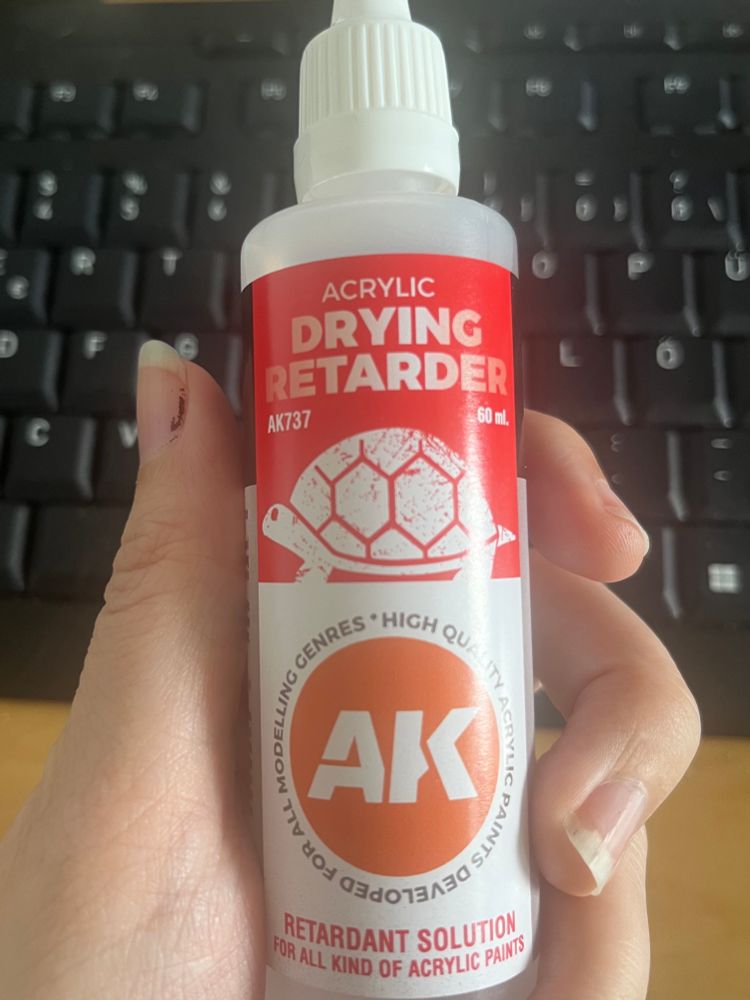 ACRYLIC
DRYING
RETARDER
AK737
60 ml.
HIGH QUALITY ACRYLIC PAINTS DEVELOPED FOR ALL MODELLING GENRES *
AK
RETARDANT SOLUTION
FOR ALL KIND OF ACRYLIC PAINTS
R
T
O
P
Ü
D
F
G
L
Ö
C
V